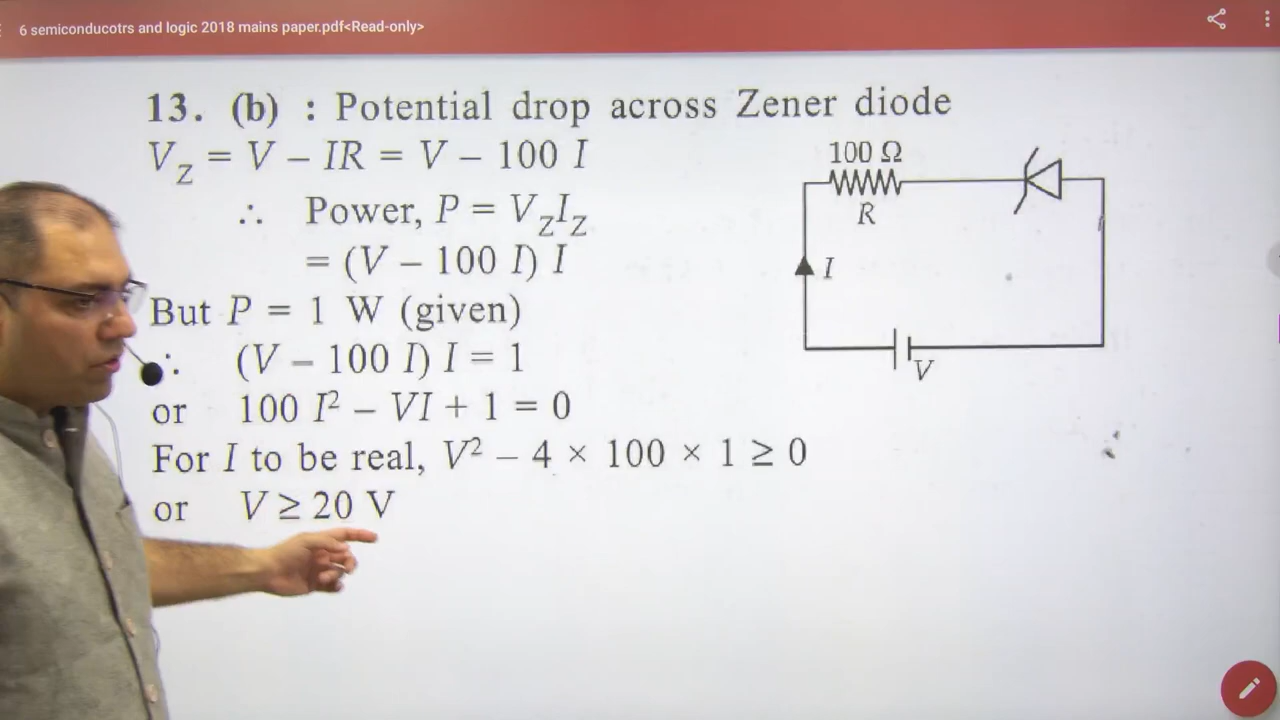 6 semiconducotrs and logic 2018 mains paper.pdf<Read-only>
13. (b) : Potential drop across Zener diode
V_Z = V – IR = V – 100 I
∴ Power, P = V_Z I_Z
= (V – 100 I) I
But P = 1 W (given)
∴ (V – 100 I) I = 1
or 100 I² – VI + 1 = 0
For I to be real, V² – 4 × 100 × 1 ≥ 0
or V ≥ 20 V
100 Ω
R
I
V